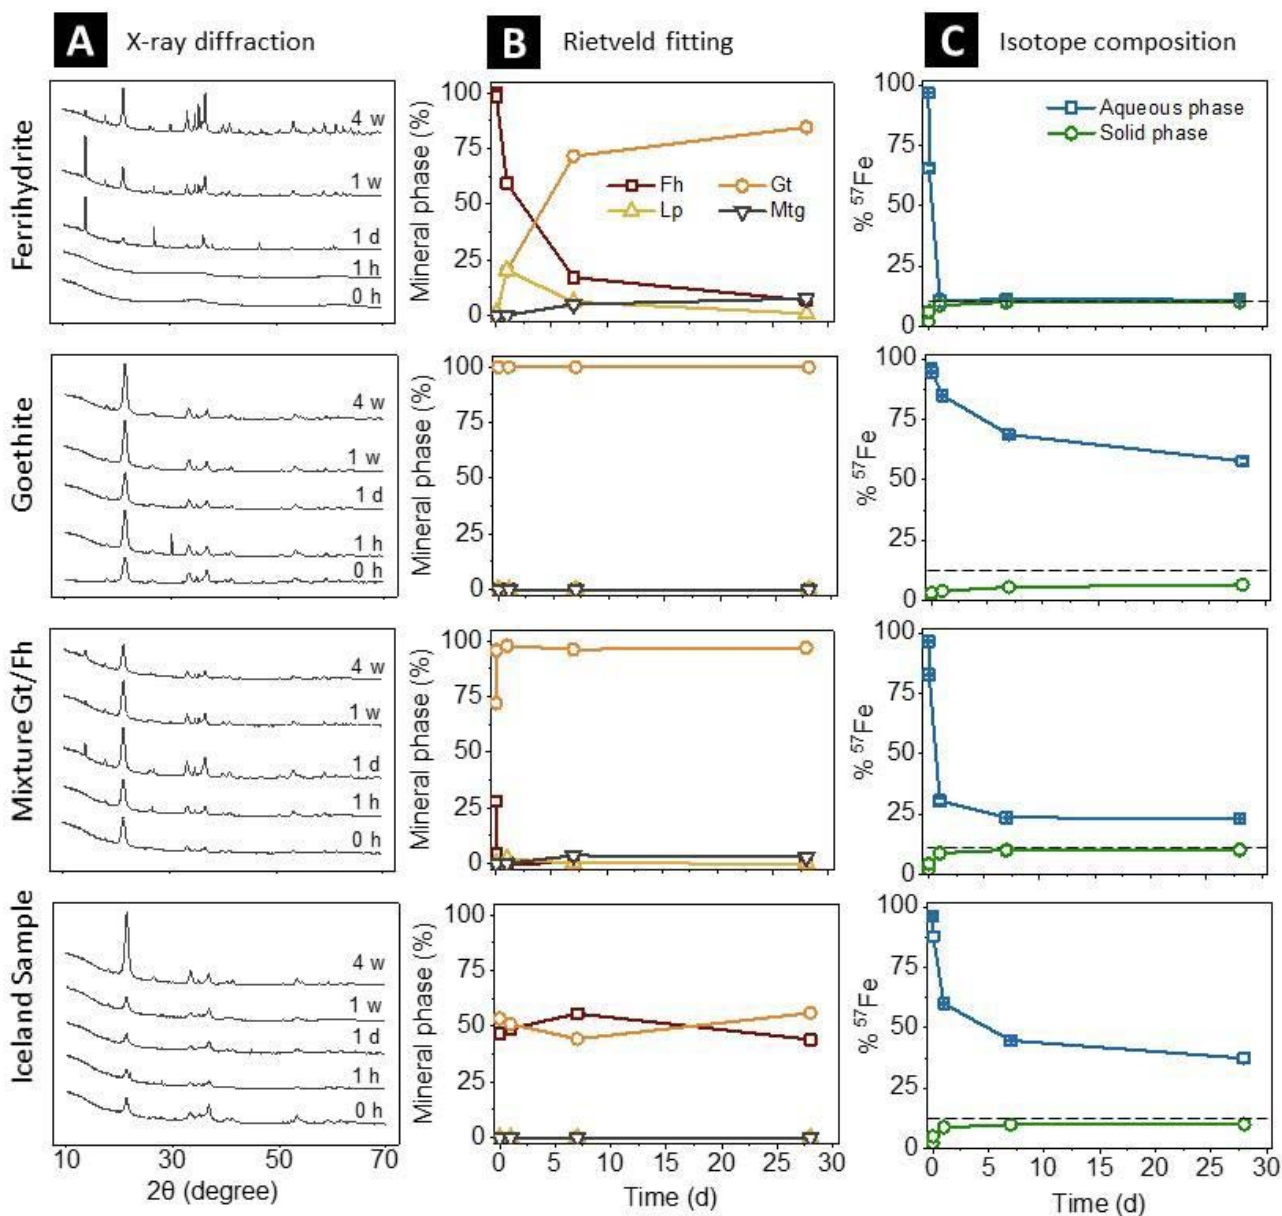 A X-ray diffraction
B Rietveld fitting
C Isotope composition
Ferrihydrite
4 w
1 w
1 d
1 h
0 h
Mineral phase (%)
100
75
50
25
0
Fh
Gt
Lp
Mtg
% ⁵⁷Fe
100
75
50
25
0
Aqueous phase
Solid phase
Goethite
4 w
1 w
1 d
1 h
0 h
Mineral phase (%)
100
75
50
25
0
% ⁵⁷Fe
100
75
50
25
0
Mixture Gt/Fh
4 w
1 w
1 d
1 h
0 h
Mineral phase (%)
100
75
50
25
0
% ⁵⁷Fe
100
75
50
25
0
Iceland Sample
4 w
1 w
1 d
1 h
0 h
10 30 50 70
2θ (degree)
Mineral phase (%)
100
75
50
25
0
0 5 10 15 20 25 30
Time (d)
% ⁵⁷Fe
100
75
50
25
0
0 5 10 15 20 25 30
Time (d)